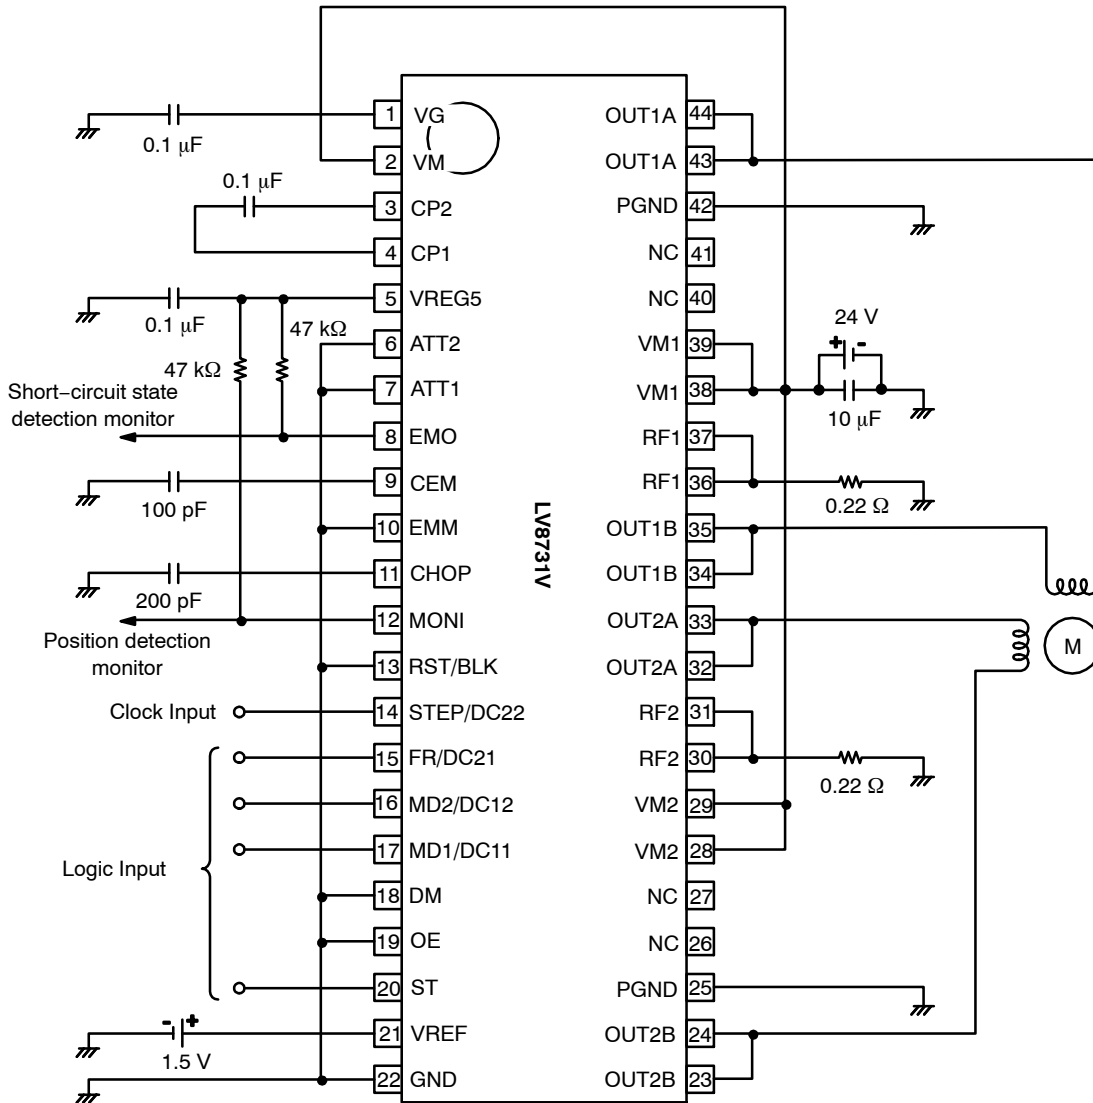 1 VG OUT1A 44
0.1 μF
2 VM OUT1A 43
0.1 μF
3 CP2 PGND 42
4 CP1 NC 41
5 VREG5 NC 40
0.1 μF
47 kΩ
24 V
+ -
6 ATT2 VM1 39
47 kΩ
7 ATT1 VM1 38
Short−circuit state
detection monitor
10 μF
8 EMO RF1 37
9 CEM RF1 36
100 pF
0.22 Ω
LV8731V
10 EMM OUT1B 35
11 CHOP OUT1B 34
200 pF
12 MONI OUT2A 33
Position detection
monitor
M
13 RST/BLK OUT2A 32
Clock Input
14 STEP/DC22 RF2 31
15 FR/DC21 RF2 30
0.22 Ω
16 MD2/DC12 VM2 29
17 MD1/DC11 VM2 28
Logic Input
18 DM NC 27
19 OE NC 26
20 ST PGND 25
- +
21 VREF OUT2B 24
1.5 V
22 GND OUT2B 23